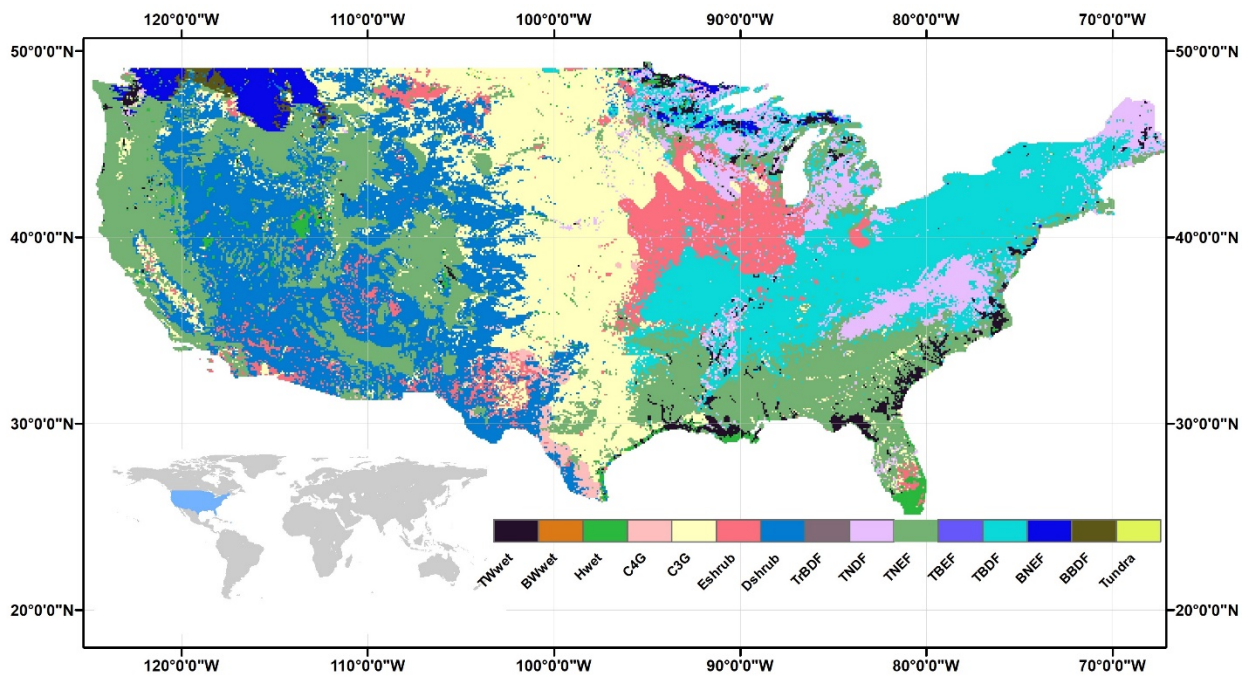 120°0'0"W 110°0'0"W 100°0'0"W 90°0'0"W 80°0'0"W 70°0'0"W
50°0'0"N 50°0'0"N
40°0'0"N 40°0'0"N
30°0'0"N 30°0'0"N
TWwet BWwet Hwet C4G C3G Eshrub Dshrub TrBDF TNDF TNEF TBEF TBDF BNEF BBDF Tundra
20°0'0"N 20°0'0"N
120°0'0"W 110°0'0"W 100°0'0"W 90°0'0"W 80°0'0"W 70°0'0"W